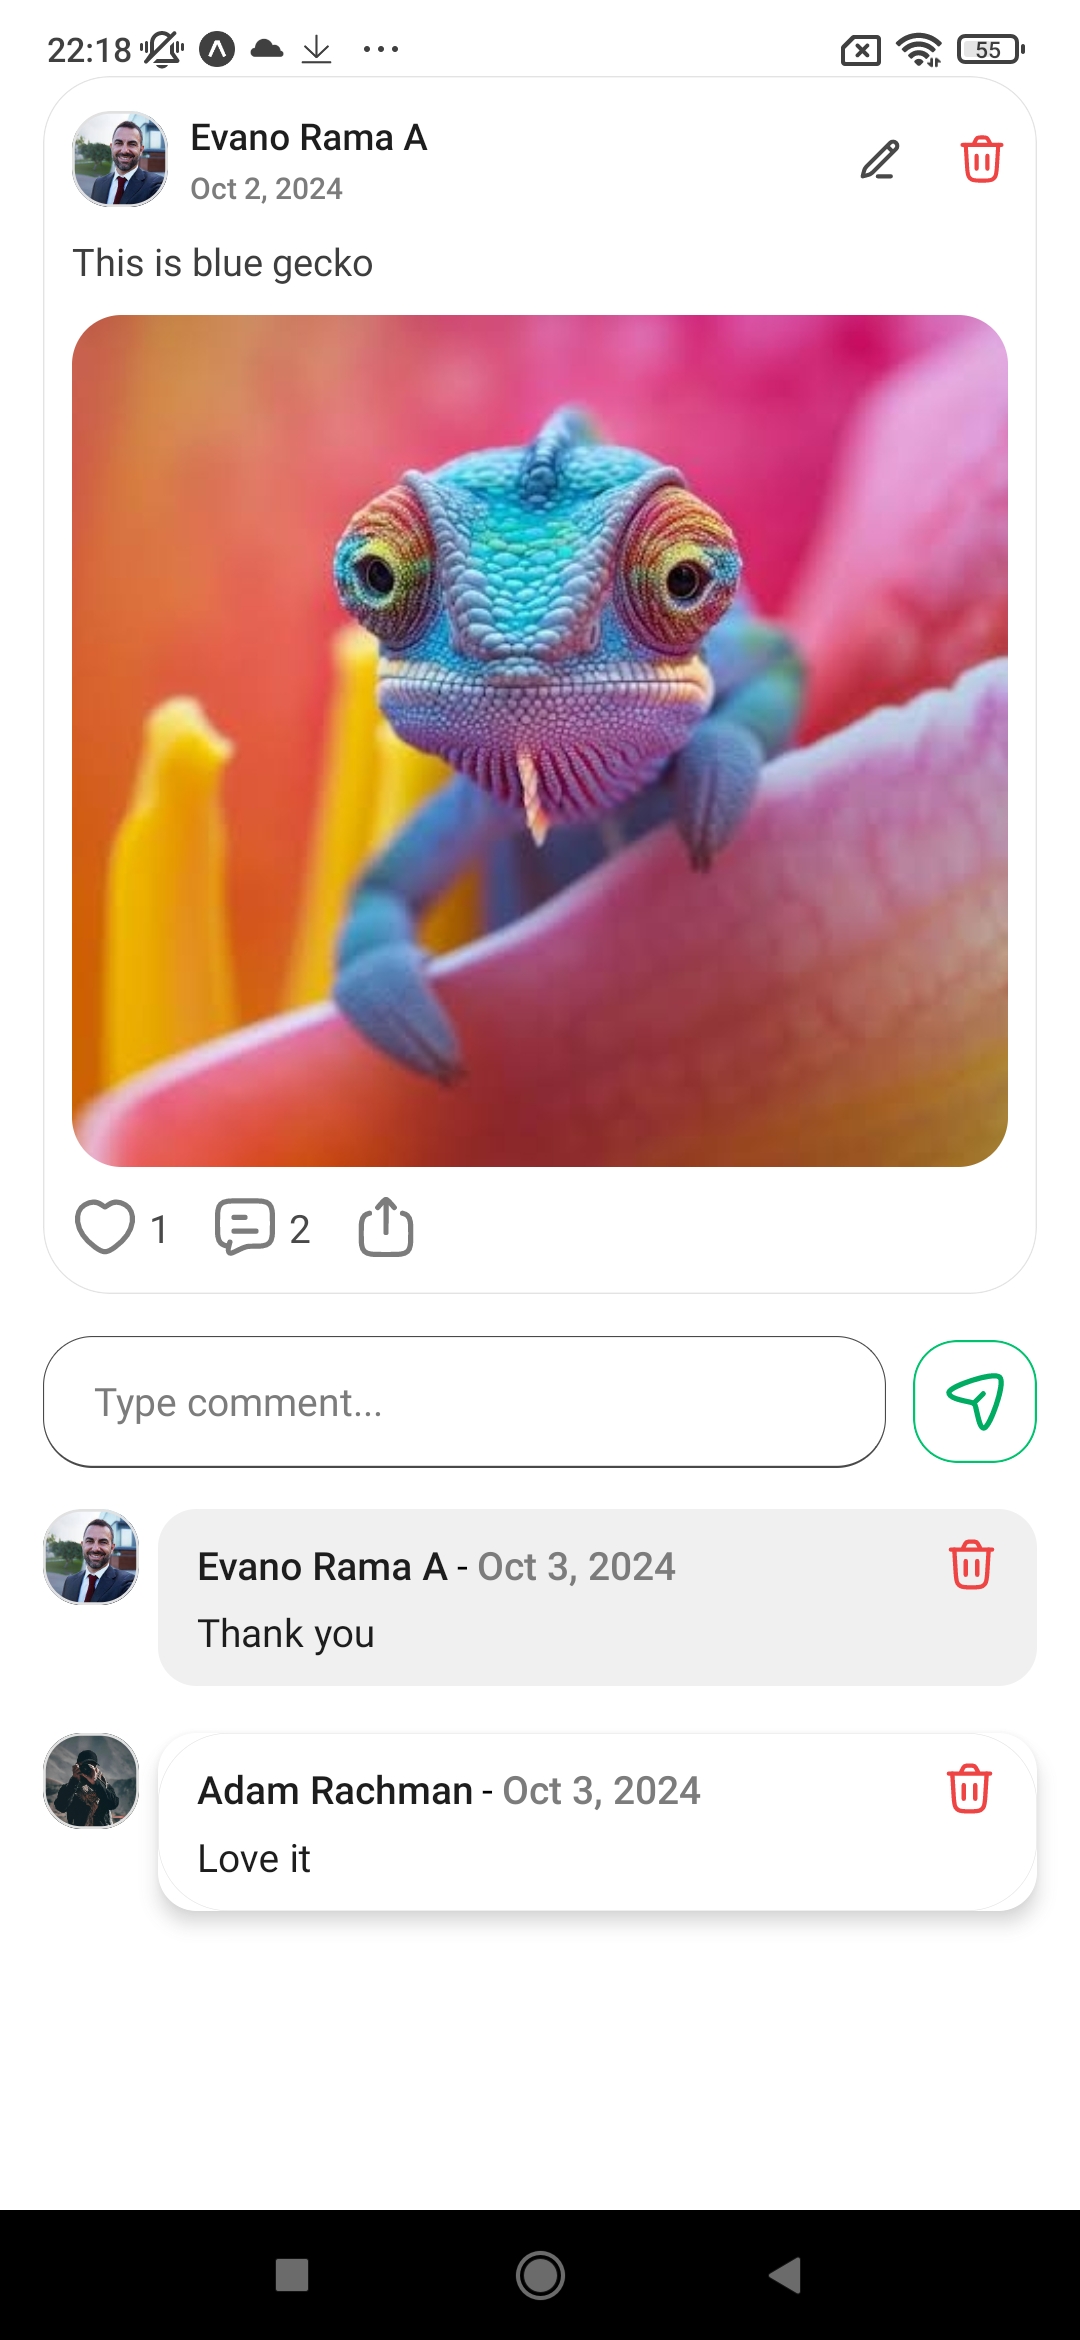 22:18
55
Evano Rama A
Oct 2, 2024
This is blue gecko
1
2
Type comment...
Evano Rama A - Oct 3, 2024
Thank you
Adam Rachman - Oct 3, 2024
Love it